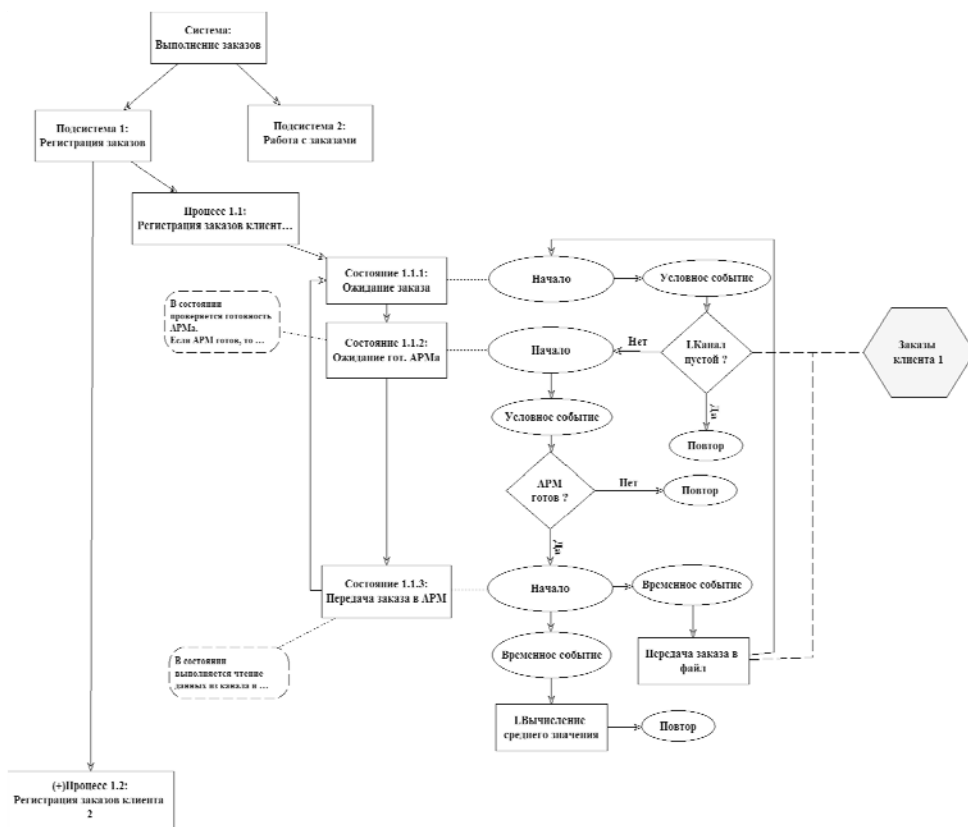 Система:
Выполнение заказов
Подсистема 1:
Регистрация заказов
Подсистема 2:
Работа с заказами
Процесс 1.1:
Регистрация заказов клиент…
Состояние 1.1.1:
Ожидание заказа
Начало
Условное событие
В состоянии
проверяется готовность
АРМа.
Если АРМ готов, то …
Состояние 1.1.2:
Ожидание гот. АРМа
Начало
Нет
I.Канал
пустой ?
Заказы
клиента 1
Да
Условное событие
Повтор
АРМ
готов ?
Нет
Повтор
Да
Состояние 1.1.3:
Передача заказа в АРМ
Начало
Временное событие
В состоянии
выполняется чтение
данных из канала и …
Временное событие
Передача заказа в
файл
I.Вычисление
среднего значения
Повтор
(+)Процесс 1.2:
Регистрация заказов клиента
2